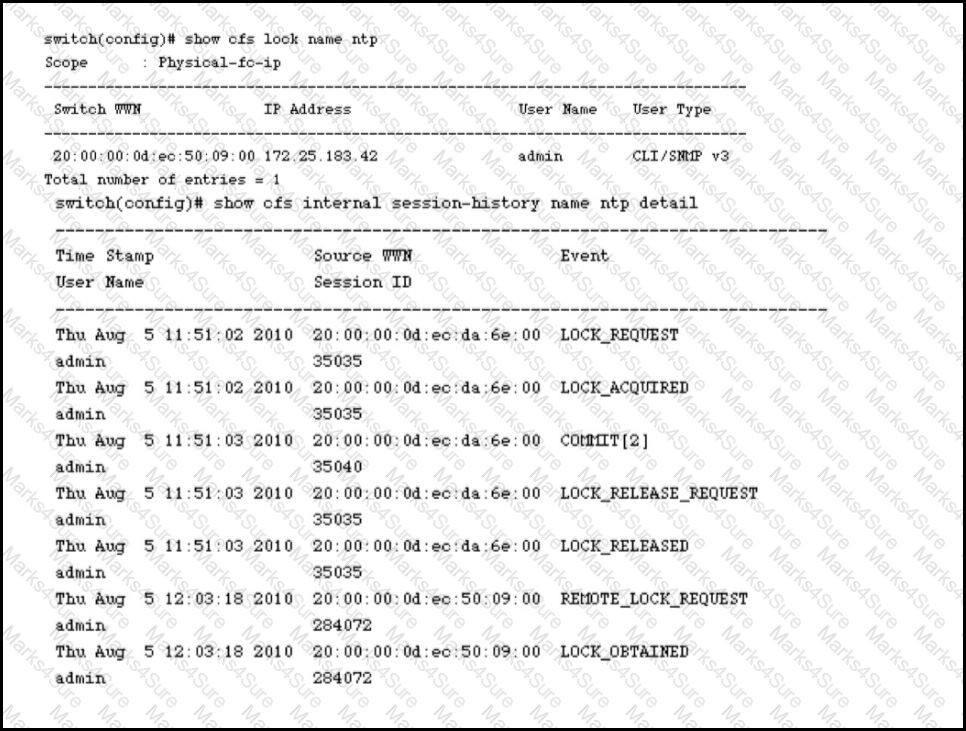 switch(config)# show cfs lock name ntp
Scope : Physical-fc-ip
--------------------------------------------------------------------------
Switch WWN IP Address User Name User Type
--------------------------------------------------------------------------
20:00:00:0d:ec:50:09:00 172.25.183.42 admin CLI/SNMP v3
Total number of entries = 1
switch(config)# show cfs internal session-history name ntp detail
--------------------------------------------------------------------------------
Time Stamp Source WWN Event
User Name Session ID
--------------------------------------------------------------------------------
Thu Aug 5 11:51:02 2010 20:00:00:0d:ec:da:6e:00 LOCK_REQUEST
admin 35035
Thu Aug 5 11:51:02 2010 20:00:00:0d:ec:da:6e:00 LOCK_ACQUIRED
admin 35035
Thu Aug 5 11:51:03 2010 20:00:00:0d:ec:da:6e:00 COMMIT[2]
admin 35040
Thu Aug 5 11:51:03 2010 20:00:00:0d:ec:da:6e:00 LOCK_RELEASE_REQUEST
admin 35035
Thu Aug 5 11:51:03 2010 20:00:00:0d:ec:da:6e:00 LOCK_RELEASED
admin 35035
Thu Aug 5 12:03:18 2010 20:00:00:0d:ec:50:09:00 REMOTE_LOCK_REQUEST
admin 284072
Thu Aug 5 12:03:18 2010 20:00:00:0d:ec:50:09:00 LOCK_OBTAINED
admin 284072
Marks4Sure